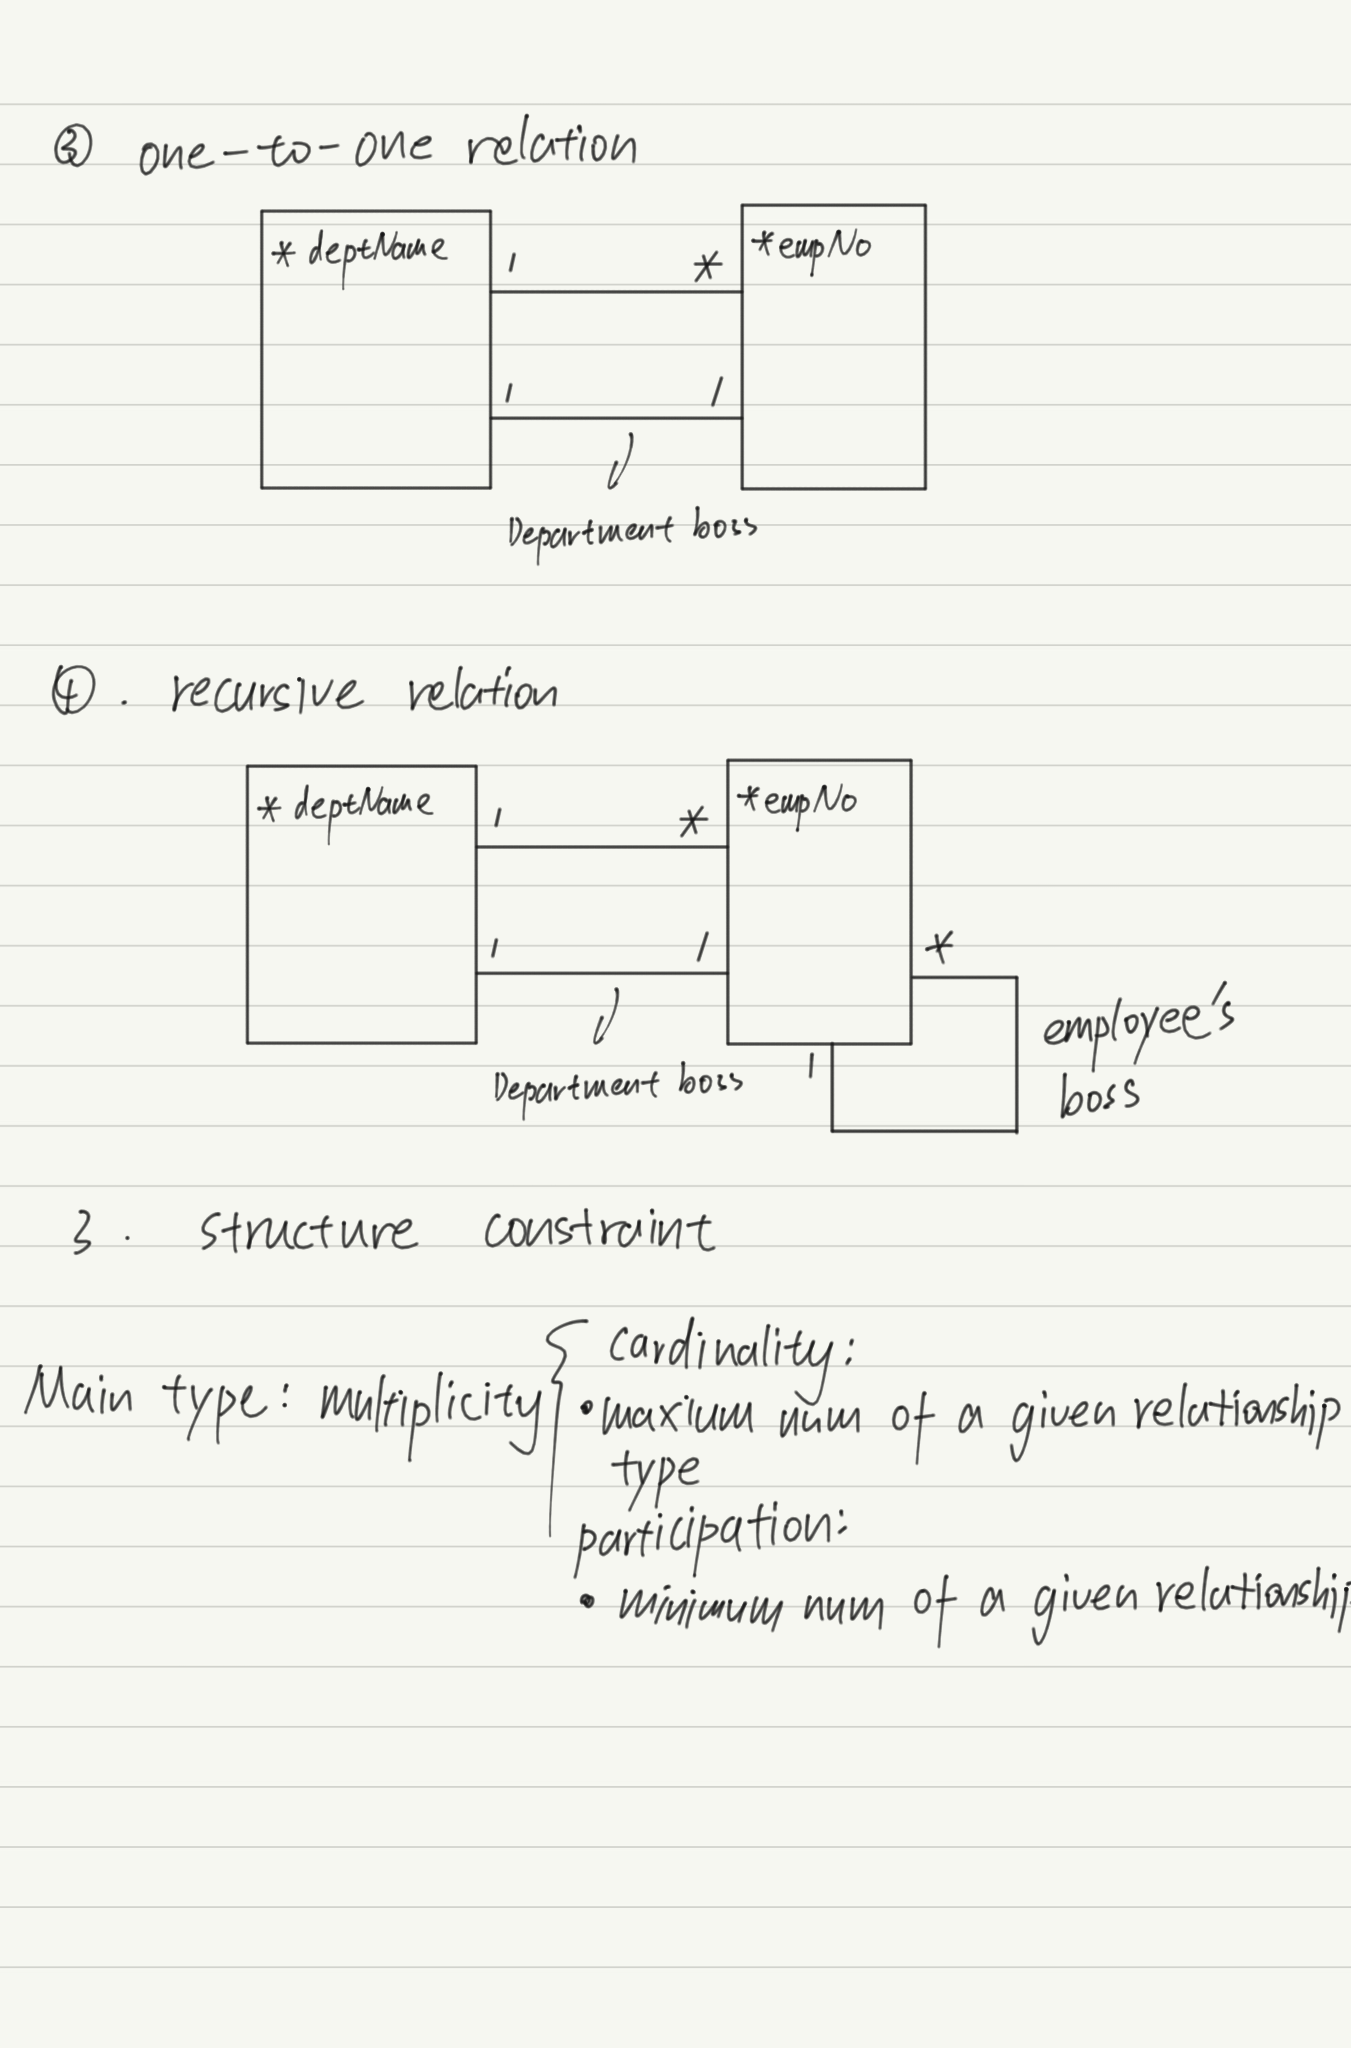 ③ one-to-one relation
* deptName
1 *
* empNo
1 1
Department boss
④. recursive relation
* deptName
1 *
* empNo
1 1
*
employee's
boss
1
Department boss
3. structure constraint
Main type: multiplicity
cardinality:
• maxium num of a given relationship
type
participation:
• minimum num of a given relationship